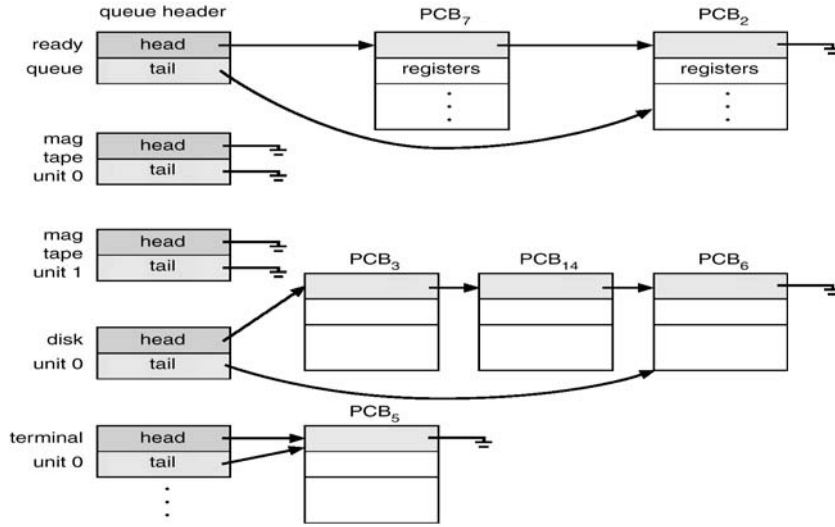 queue header
PCB₇
PCB₂
ready
queue
head
tail
registers
registers
mag
tape
unit 0
head
tail
mag
tape
unit 1
head
tail
PCB₃
PCB₁₄
PCB₆
disk
unit 0
head
tail
PCB₅
terminal
unit 0
head
tail